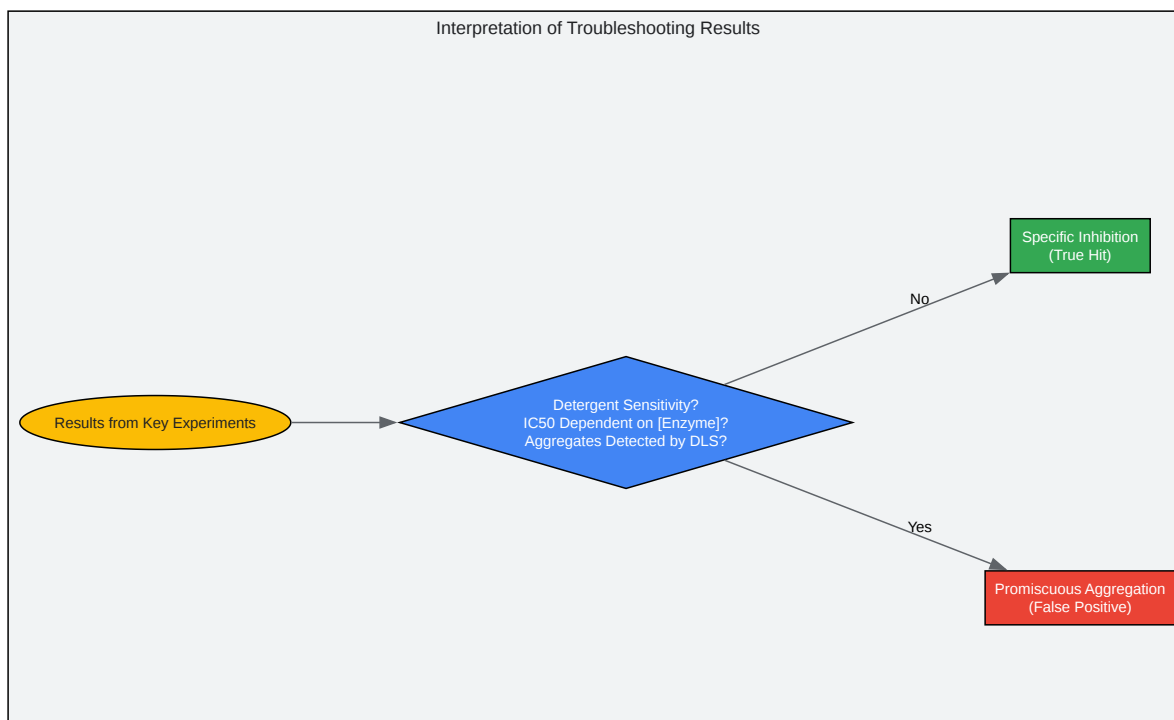 Interpretation of Troubleshooting Results
Results from Key Experiments
Detergent Sensitivity?
IC50 Dependent on [Enzyme]?
Aggregates Detected by DLS?
No
Specific Inhibition
(True Hit)
Yes
Promiscuous Aggregation
(False Positive)